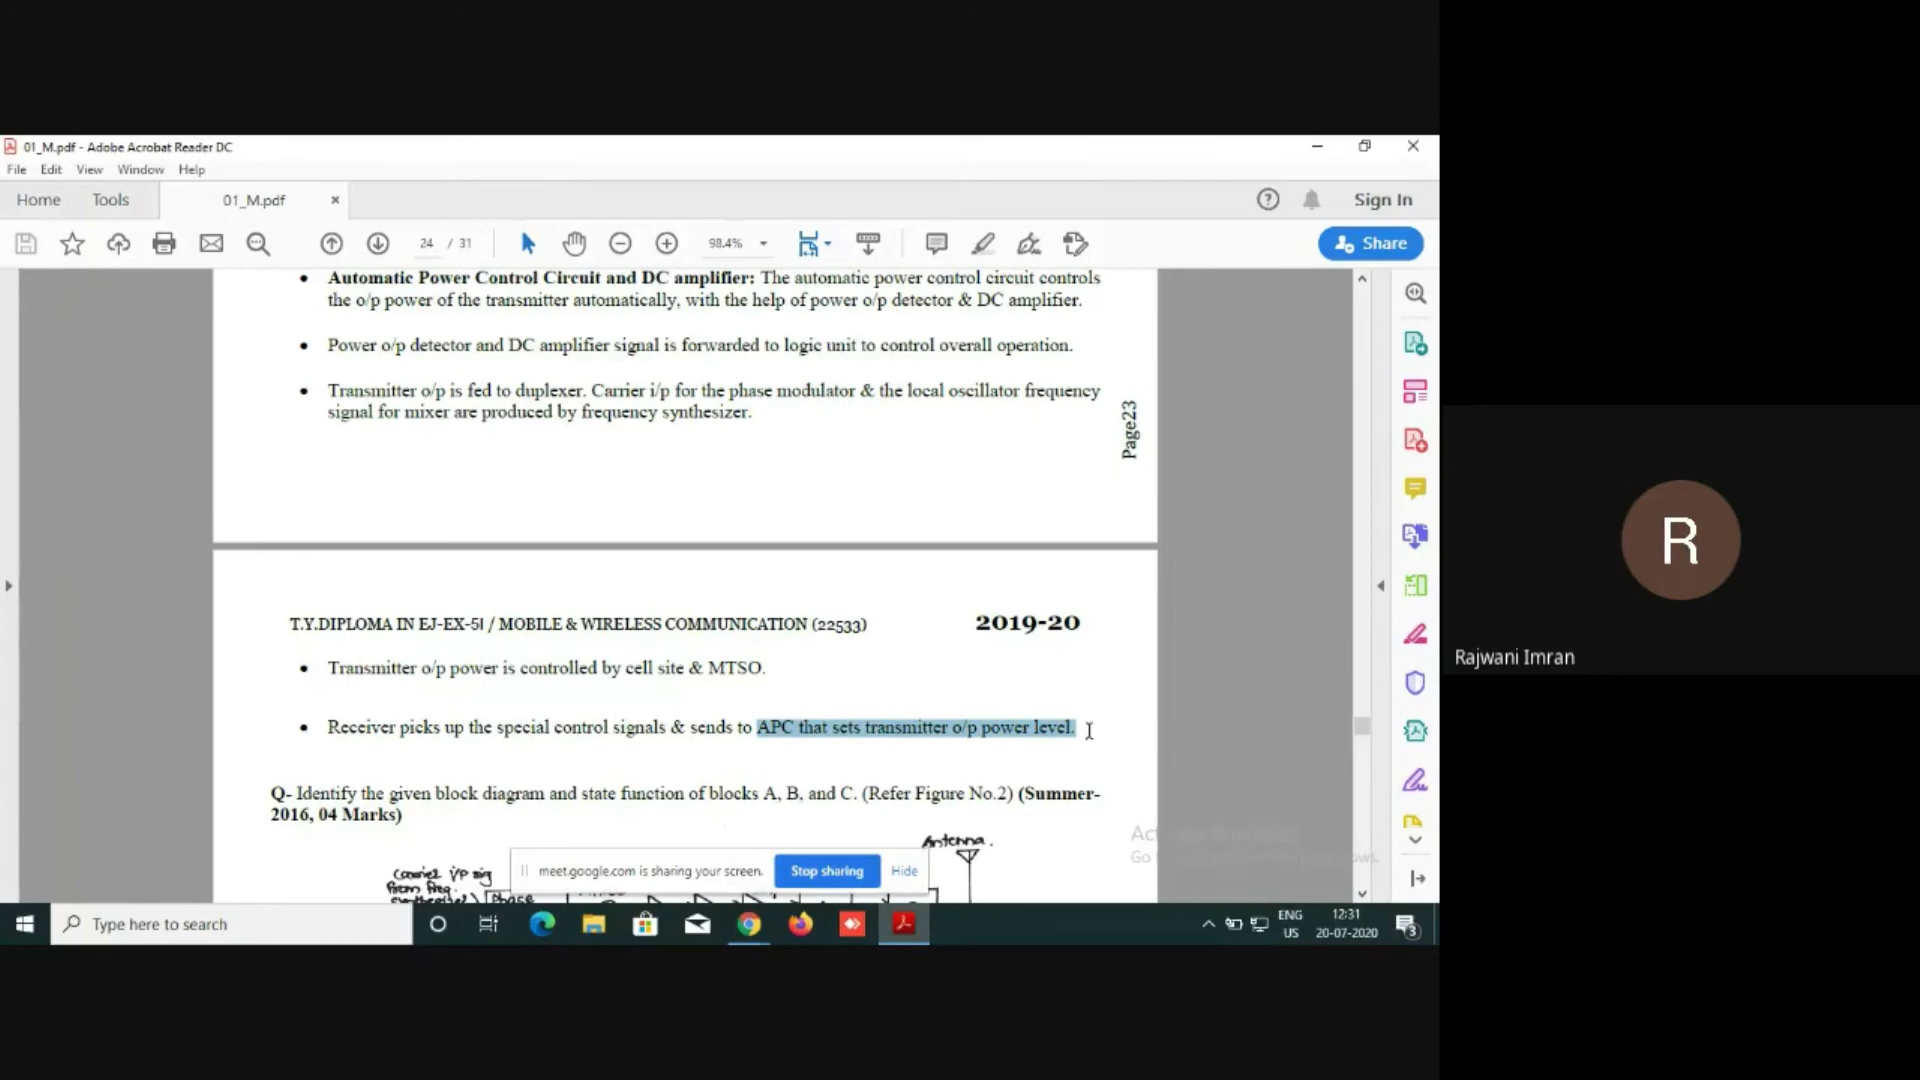 01_M.pdf - Adobe Acrobat Reader DC
File Edit View Window Help
Home Tools 01_M.pdf × Sign In
24 / 31 98.4% Share
• Automatic Power Control Circuit and DC amplifier: The automatic power control circuit controls
the o/p power of the transmitter automatically, with the help of power o/p detector & DC amplifier.
• Power o/p detector and DC amplifier signal is forwarded to logic unit to control overall operation.
• Transmitter o/p is fed to duplexer. Carrier i/p for the phase modulator & the local oscillator frequency
signal for mixer are produced by frequency synthesizer.
Page23
T.Y.DIPLOMA IN EJ-EX-5I / MOBILE & WIRELESS COMMUNICATION (22533) 2019-20
• Transmitter o/p power is controlled by cell site & MTSO.
• Receiver picks up the special control signals & sends to APC that sets transmitter o/p power level.
Q- Identify the given block diagram and state function of blocks A, B, and C. (Refer Figure No.2) (Summer-
2016, 04 Marks)
Antenna.
carrier i/p sig
from freq.
Phase
meet.google.com is sharing your screen. Stop sharing Hide
Type here to search
ENG
US
12:31
20-07-2020
3
R
Rajwani Imran